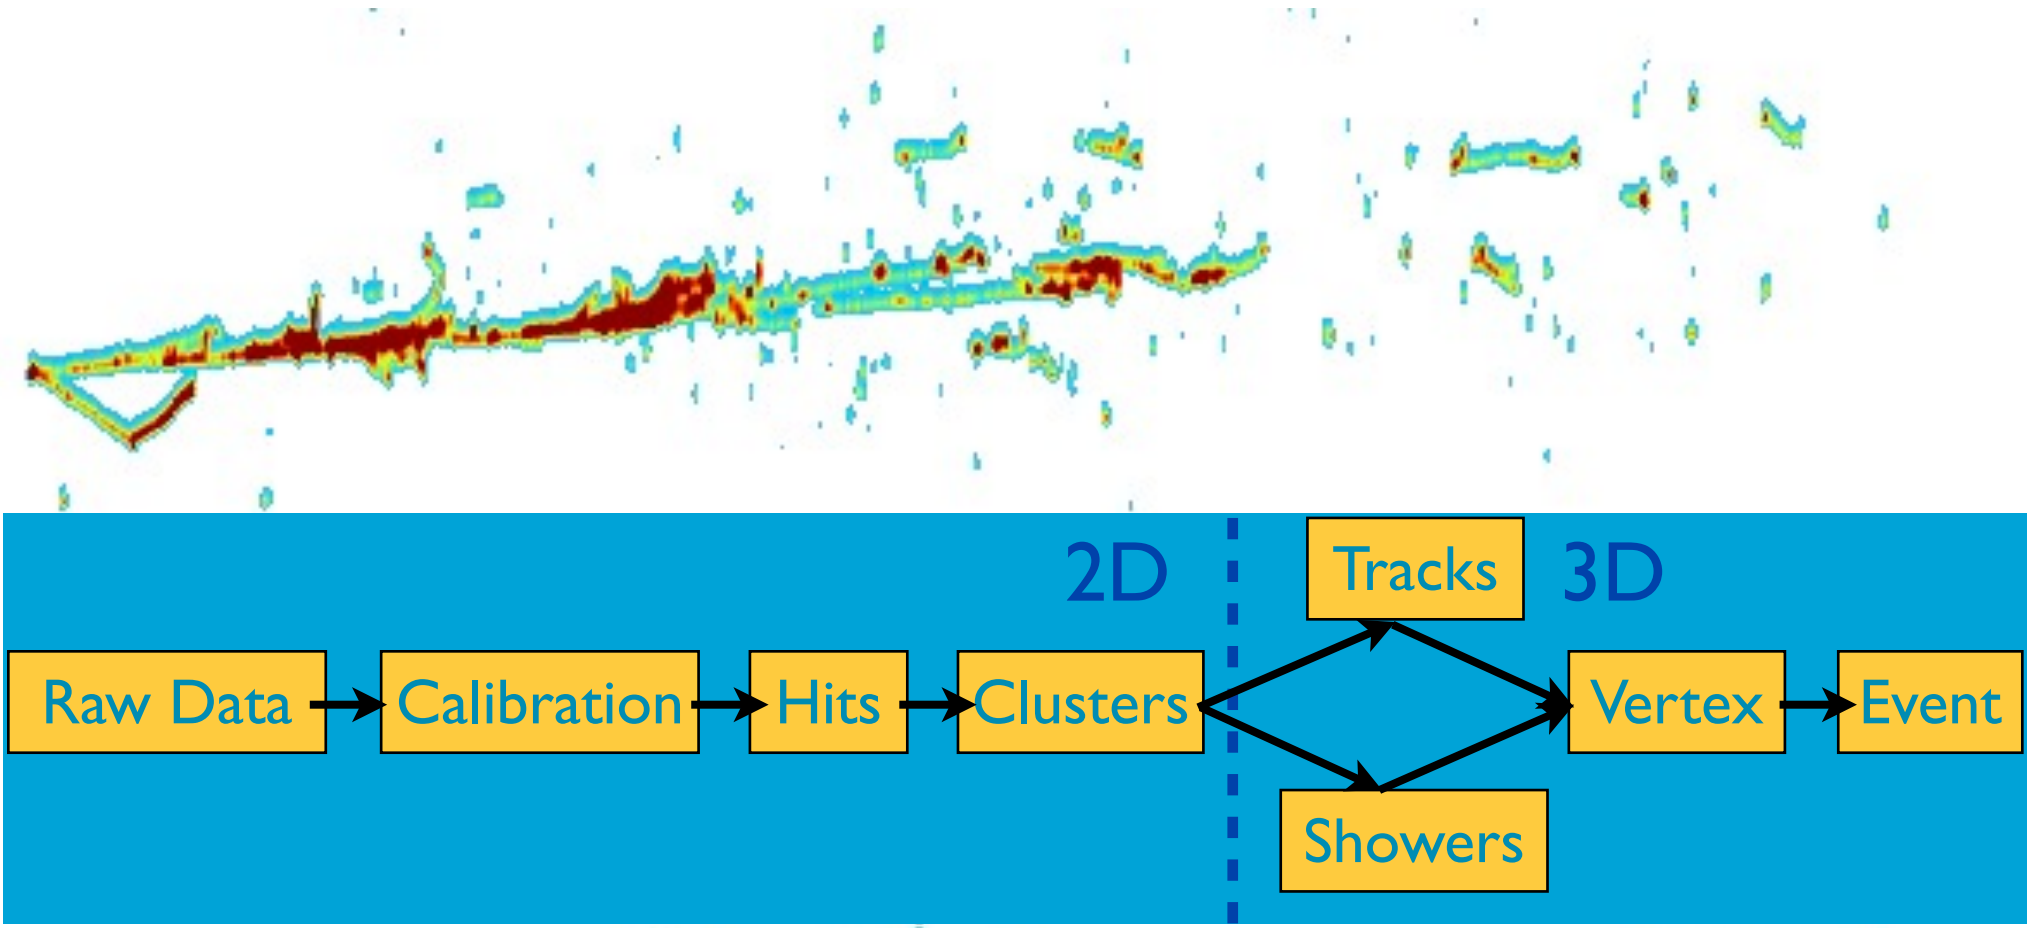 2D
Tracks
3D
Raw Data
Calibration
Hits
Clusters
Vertex
Event
Showers